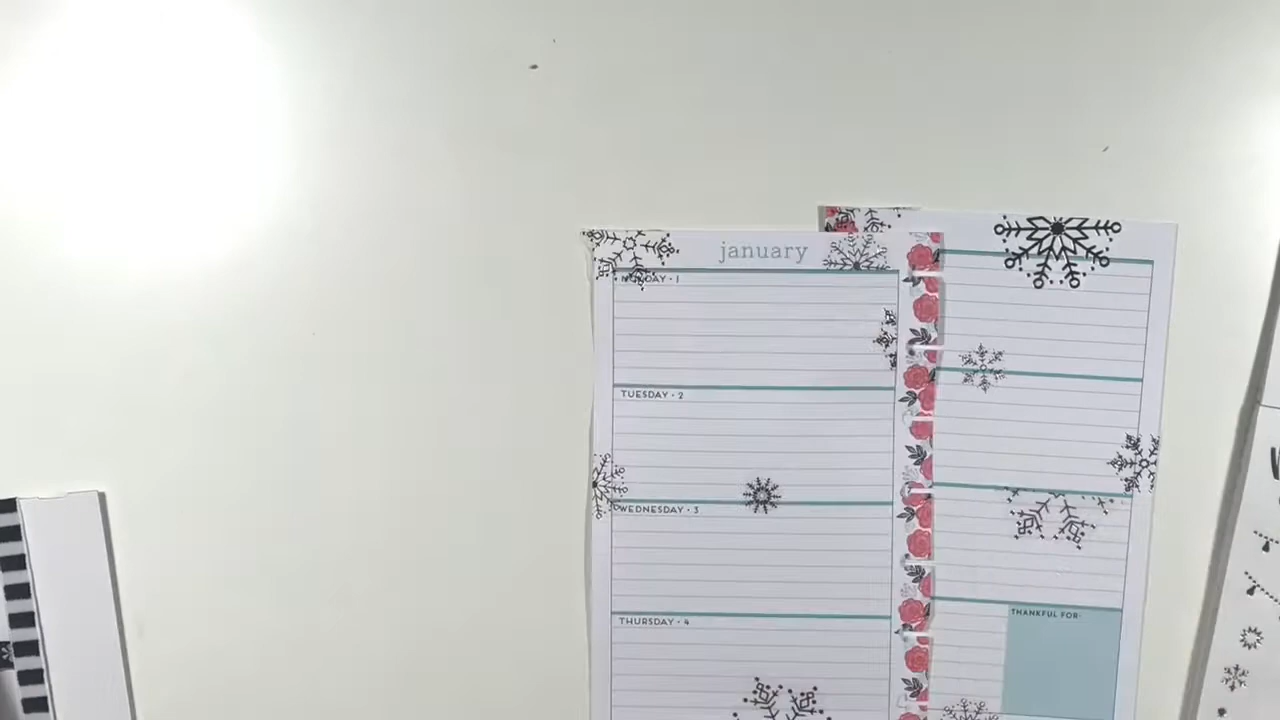 january
MONDAY • 1
TUESDAY • 2
WEDNESDAY • 3
THURSDAY • 4
THANKFUL FOR: